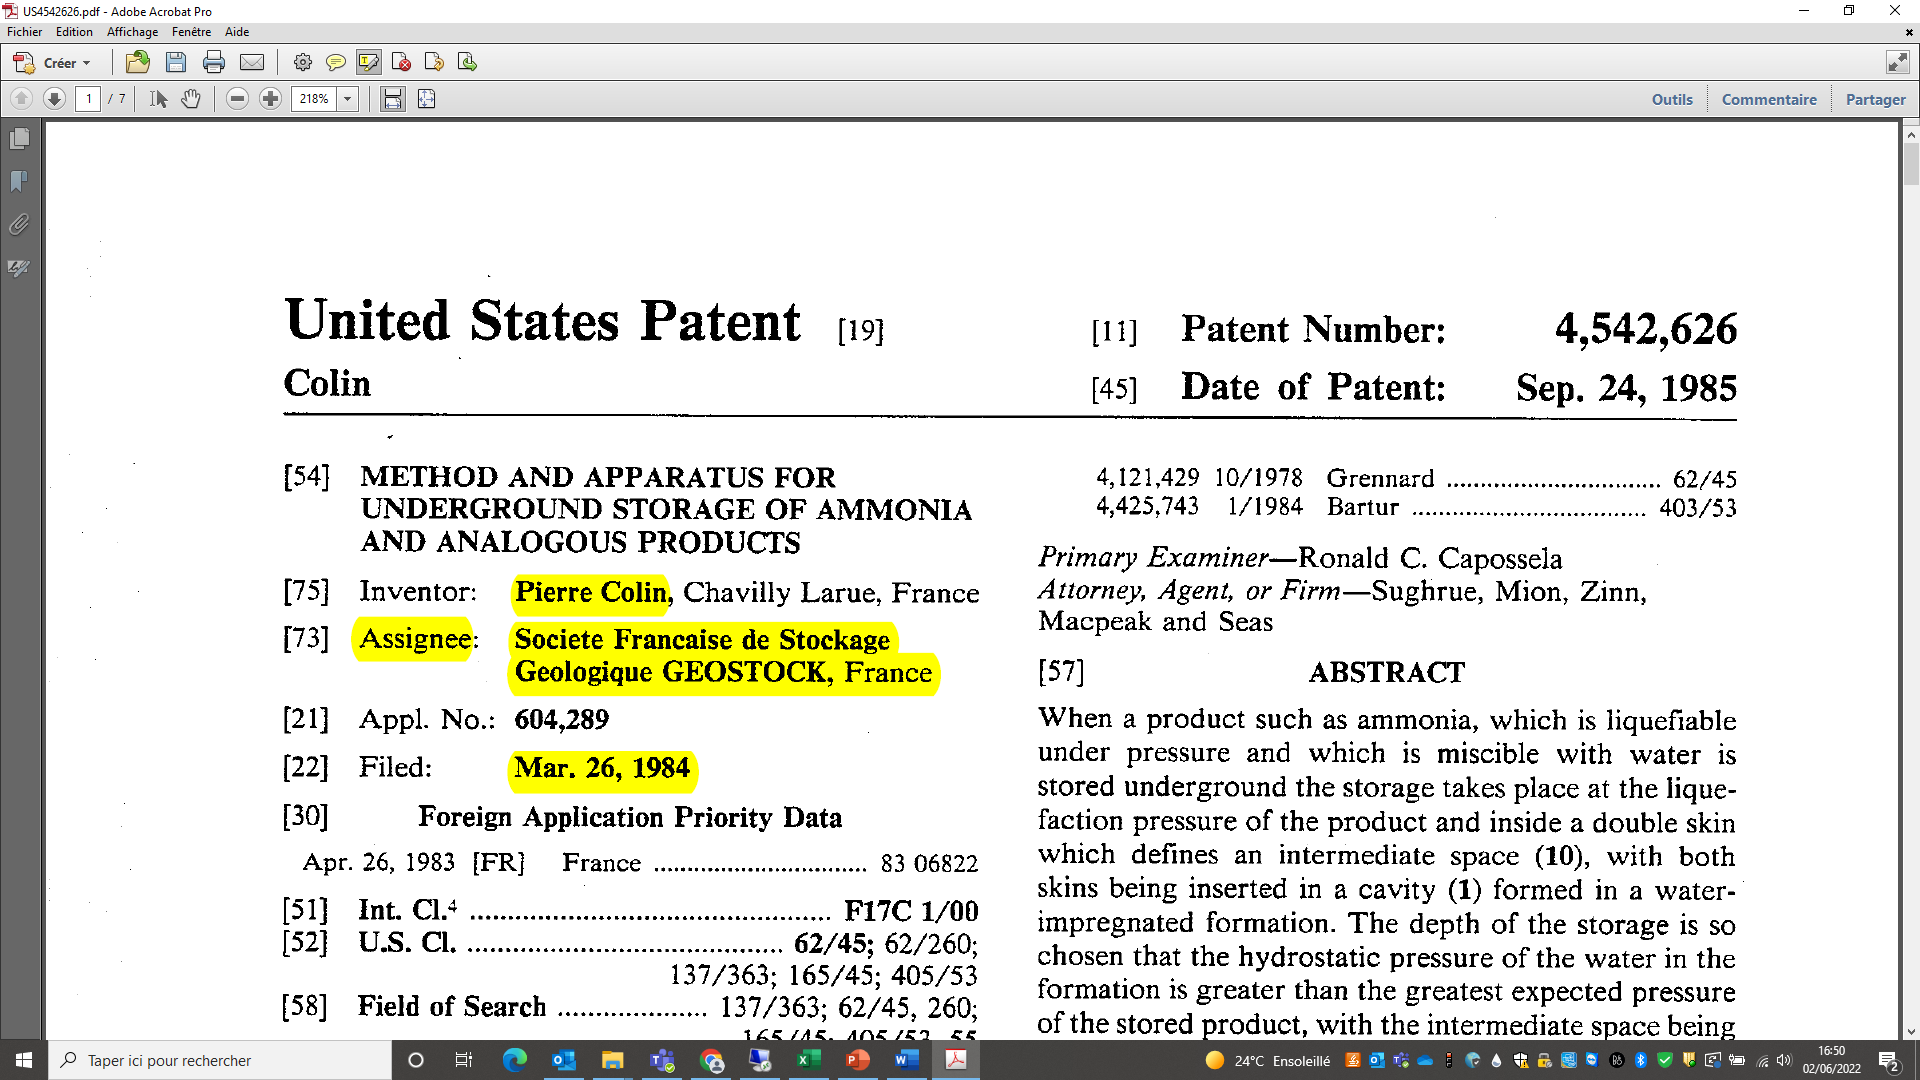 US4542626.pdf - Adobe Acrobat Pro
Fichier Edition Affichage Fenêtre Aide
Créer
1 / 7 218% Outils Commentaire Partager
United States Patent [19]
Colin
[11] Patent Number: 4,542,626
[45] Date of Patent: Sep. 24, 1985
[54] METHOD AND APPARATUS FOR
UNDERGROUND STORAGE OF AMMONIA
AND ANALOGOUS PRODUCTS
[75] Inventor: Pierre Colin, Chavilly Larue, France
[73] Assignee: Societe Francaise de Stockage
Geologique GEOSTOCK, France
[21] Appl. No.: 604,289
[22] Filed: Mar. 26, 1984
[30] Foreign Application Priority Data
Apr. 26, 1983 [FR] France ............................. 83 06822
[51] Int. Cl.⁴ ..................................... F17C 1/00
[52] U.S. Cl. ..................................... 62/45; 62/260;
137/363; 165/45; 405/53
[58] Field of Search .................... 137/363; 62/45, 260;
165/45; 405/53, 55
4,121,429 10/1978 Grennard ............................. 62/45
4,425,743 1/1984 Bartur ................................ 403/53
Primary Examiner—Ronald C. Capossela
Attorney, Agent, or Firm—Sughrue, Mion, Zinn,
Macpeak and Seas
[57] ABSTRACT
When a product such as ammonia, which is liquefiable
under pressure and which is miscible with water is
stored underground the storage takes place at the lique-
faction pressure of the product and inside a double skin
which defines an intermediate space (10), with both
skins being inserted in a cavity (1) formed in a water-
impregnated formation. The depth of the storage is so
chosen that the hydrostatic pressure of the water in the
formation is greater than the greatest expected pressure
of the stored product, with the intermediate space being
Taper ici pour rechercher
24°C Ensoleillé
16:50
02/06/2022
2